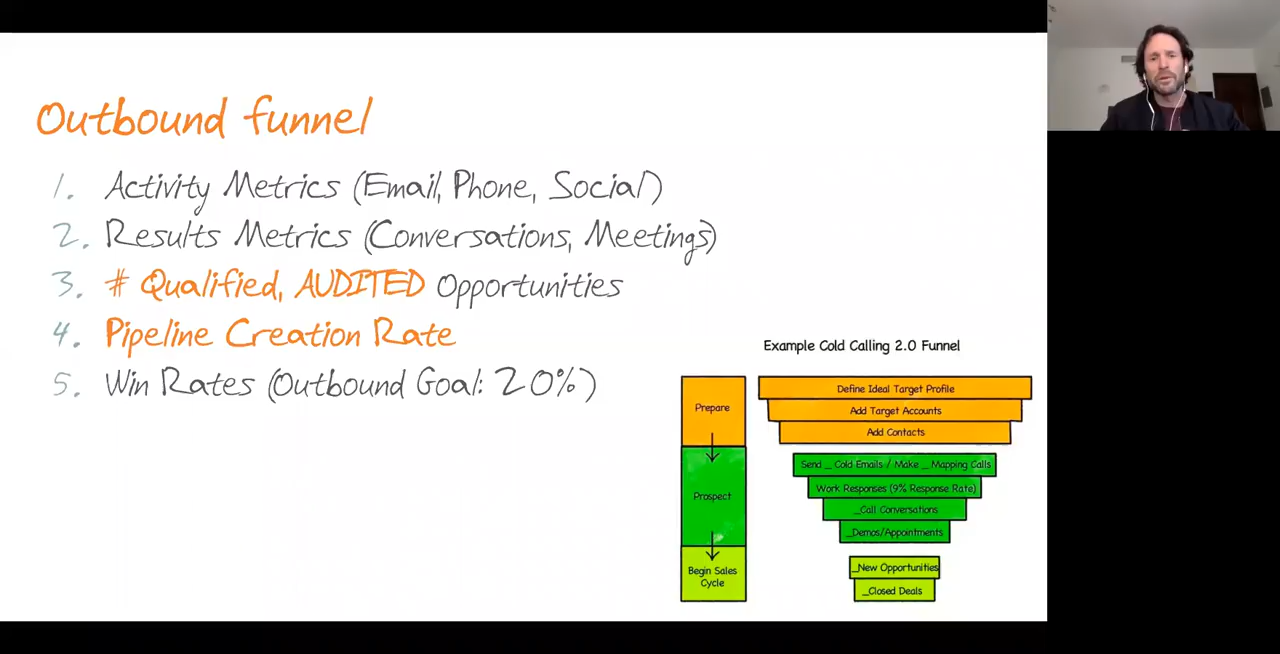 Outbound funnel
1. Activity Metrics (Email, Phone, Social)
2. Results Metrics (Conversations, Meetings)
3. # Qualified, AUDITED Opportunities
4. Pipeline Creation Rate
5. Win Rates (Outbound Goal: 20%)
Example Cold Calling 2.0 Funnel
Prepare
Define Ideal Target Profile
Add Target Accounts
Add Contacts
Prospect
Send _ Cold Emails / Make _ Mapping Calls
Work Responses (9% Response Rate)
_Call Conversations
_Demos/Appointments
Begin Sales
Cycle
_New Opportunities
_Closed Deals